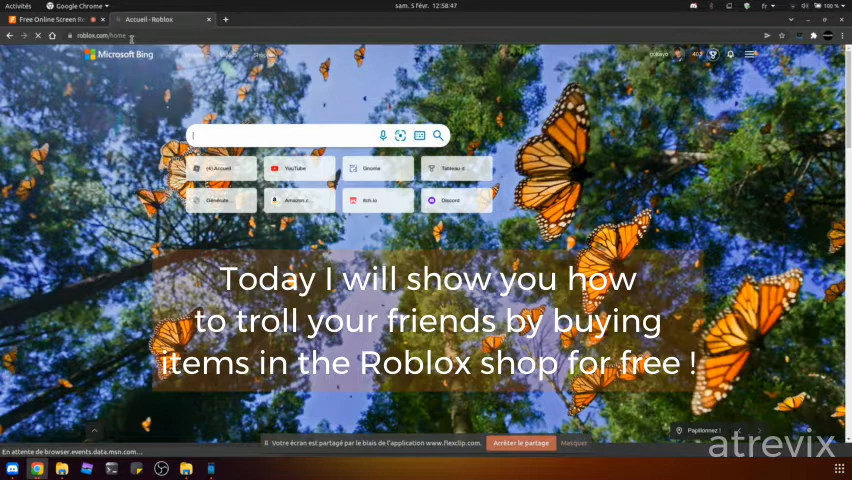 Activités
Google Chrome
sam. 5 févr. 12:58:47
fr
100 %
Free Online Screen R
Accueil - Roblox
roblox.com/home
Microsoft Bing
(4) Accueil
YouTube
Gnome
Tableau d
Générate...
Amazon.c...
itch.io
Discord
Today I will show you how
to troll your friends by buying
items in the Roblox shop for free !
Papillonnez !
Votre écran est partagé par le biais de l'application www.flexclip.com.
Arrêter le partage
Masquer
atrevix
En attente de browser.events.data.msn.com...